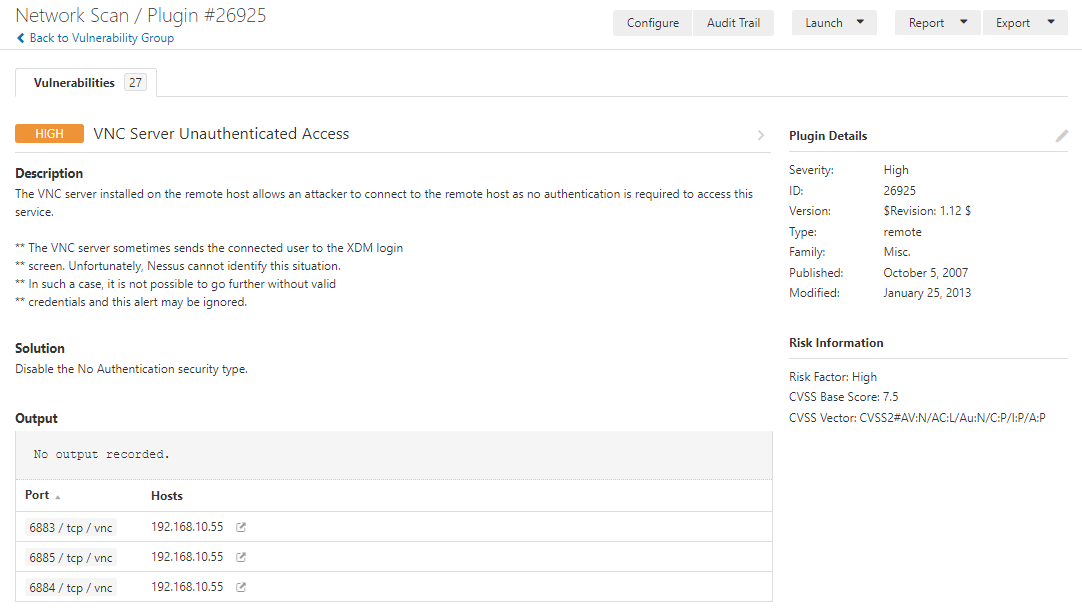 Network Scan / Plugin #26925
Back to Vulnerability Group
Configure Audit Trail Launch Report Export
Vulnerabilities 27
HIGH VNC Server Unauthenticated Access
Description
The VNC server installed on the remote host allows an attacker to connect to the remote host as no authentication is required to access this
service.
** The VNC server sometimes sends the connected user to the XDM login
** screen. Unfortunately, Nessus cannot identify this situation.
** In such a case, it is not possible to go further without valid
** credentials and this alert may be ignored.
Solution
Disable the No Authentication security type.
Output
No output recorded.
Port Hosts
6883 / tcp / vnc 192.168.10.55
6885 / tcp / vnc 192.168.10.55
6884 / tcp / vnc 192.168.10.55
Plugin Details
Severity: High
ID: 26925
Version: $Revision: 1.12 $
Type: remote
Family: Misc.
Published: October 5, 2007
Modified: January 25, 2013
Risk Information
Risk Factor: High
CVSS Base Score: 7.5
CVSS Vector: CVSS2#AV:N/AC:L/Au:N/C:P/I:P/A:P